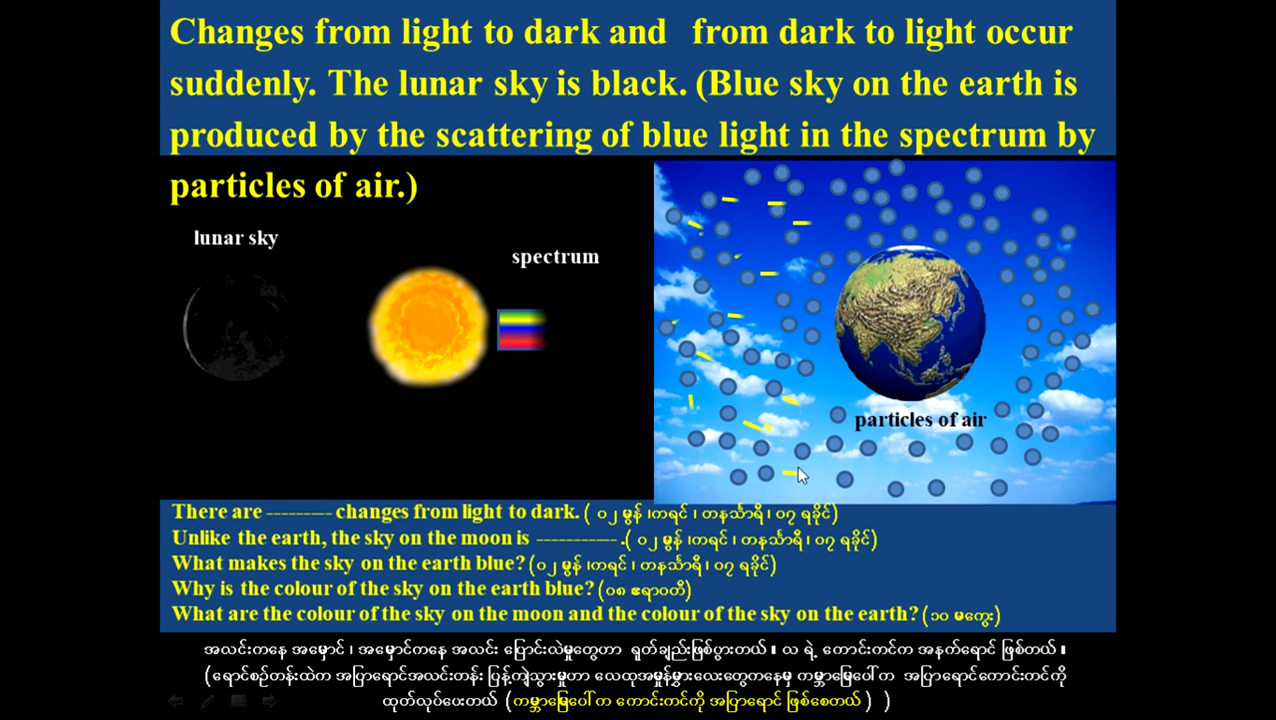 Changes from light to dark and from dark to light occur
suddenly. The lunar sky is black. (Blue sky on the earth is
produced by the scattering of blue light in the spectrum by
particles of air.)
lunar sky
spectrum
particles of air
There are --------- changes from light to dark. ( ၀၂ မွန် ၊ကရင် ၊ တနင်္သာရီ ၊ ၀၇ ရခိုင်)
Unlike the earth, the sky on the moon is ----------- .( ၀၂ မွန် ၊ကရင် ၊ တနင်္သာရီ ၊ ၀၇ ရခိုင်)
What makes the sky on the earth blue? (၀၂ မွန် ၊ကရင် ၊ တနင်္သာရီ ၊ ၀၇ ရခိုင်)
Why is the colour of the sky on the earth blue? (၀၈ ဧရာဝတီ)
What are the colour of the sky on the moon and the colour of the sky on the earth? (၁၀ မကွေး)
အလင်းကနေ အမှောင် ၊ အမှောင်ကနေ အလင်း ပြောင်းလဲမှုတွေဟာ ရုတ်ချည်းဖြစ်ပွားတယ် ။ လ ရဲ့ ကောင်းကင်က အနက်ရောင် ဖြစ်တယ် ။
(ရောင်စဉ်တန်းထဲက အပြာရောင်အလင်းတန်း ပြန့်ကျဲသွားမှုဟာ လေထုအမှုန်မွှားလေးတွေကနေမှ ကမ္ဘာမြေပေါ် က အပြာရောင်ကောင်းကင်ကို
ထုတ်လုပ်ပေးတယ် (ကမ္ဘာမြေပေါ် က ကောင်းကင်ကို အပြာရောင် ဖြစ်စေတယ် ) )